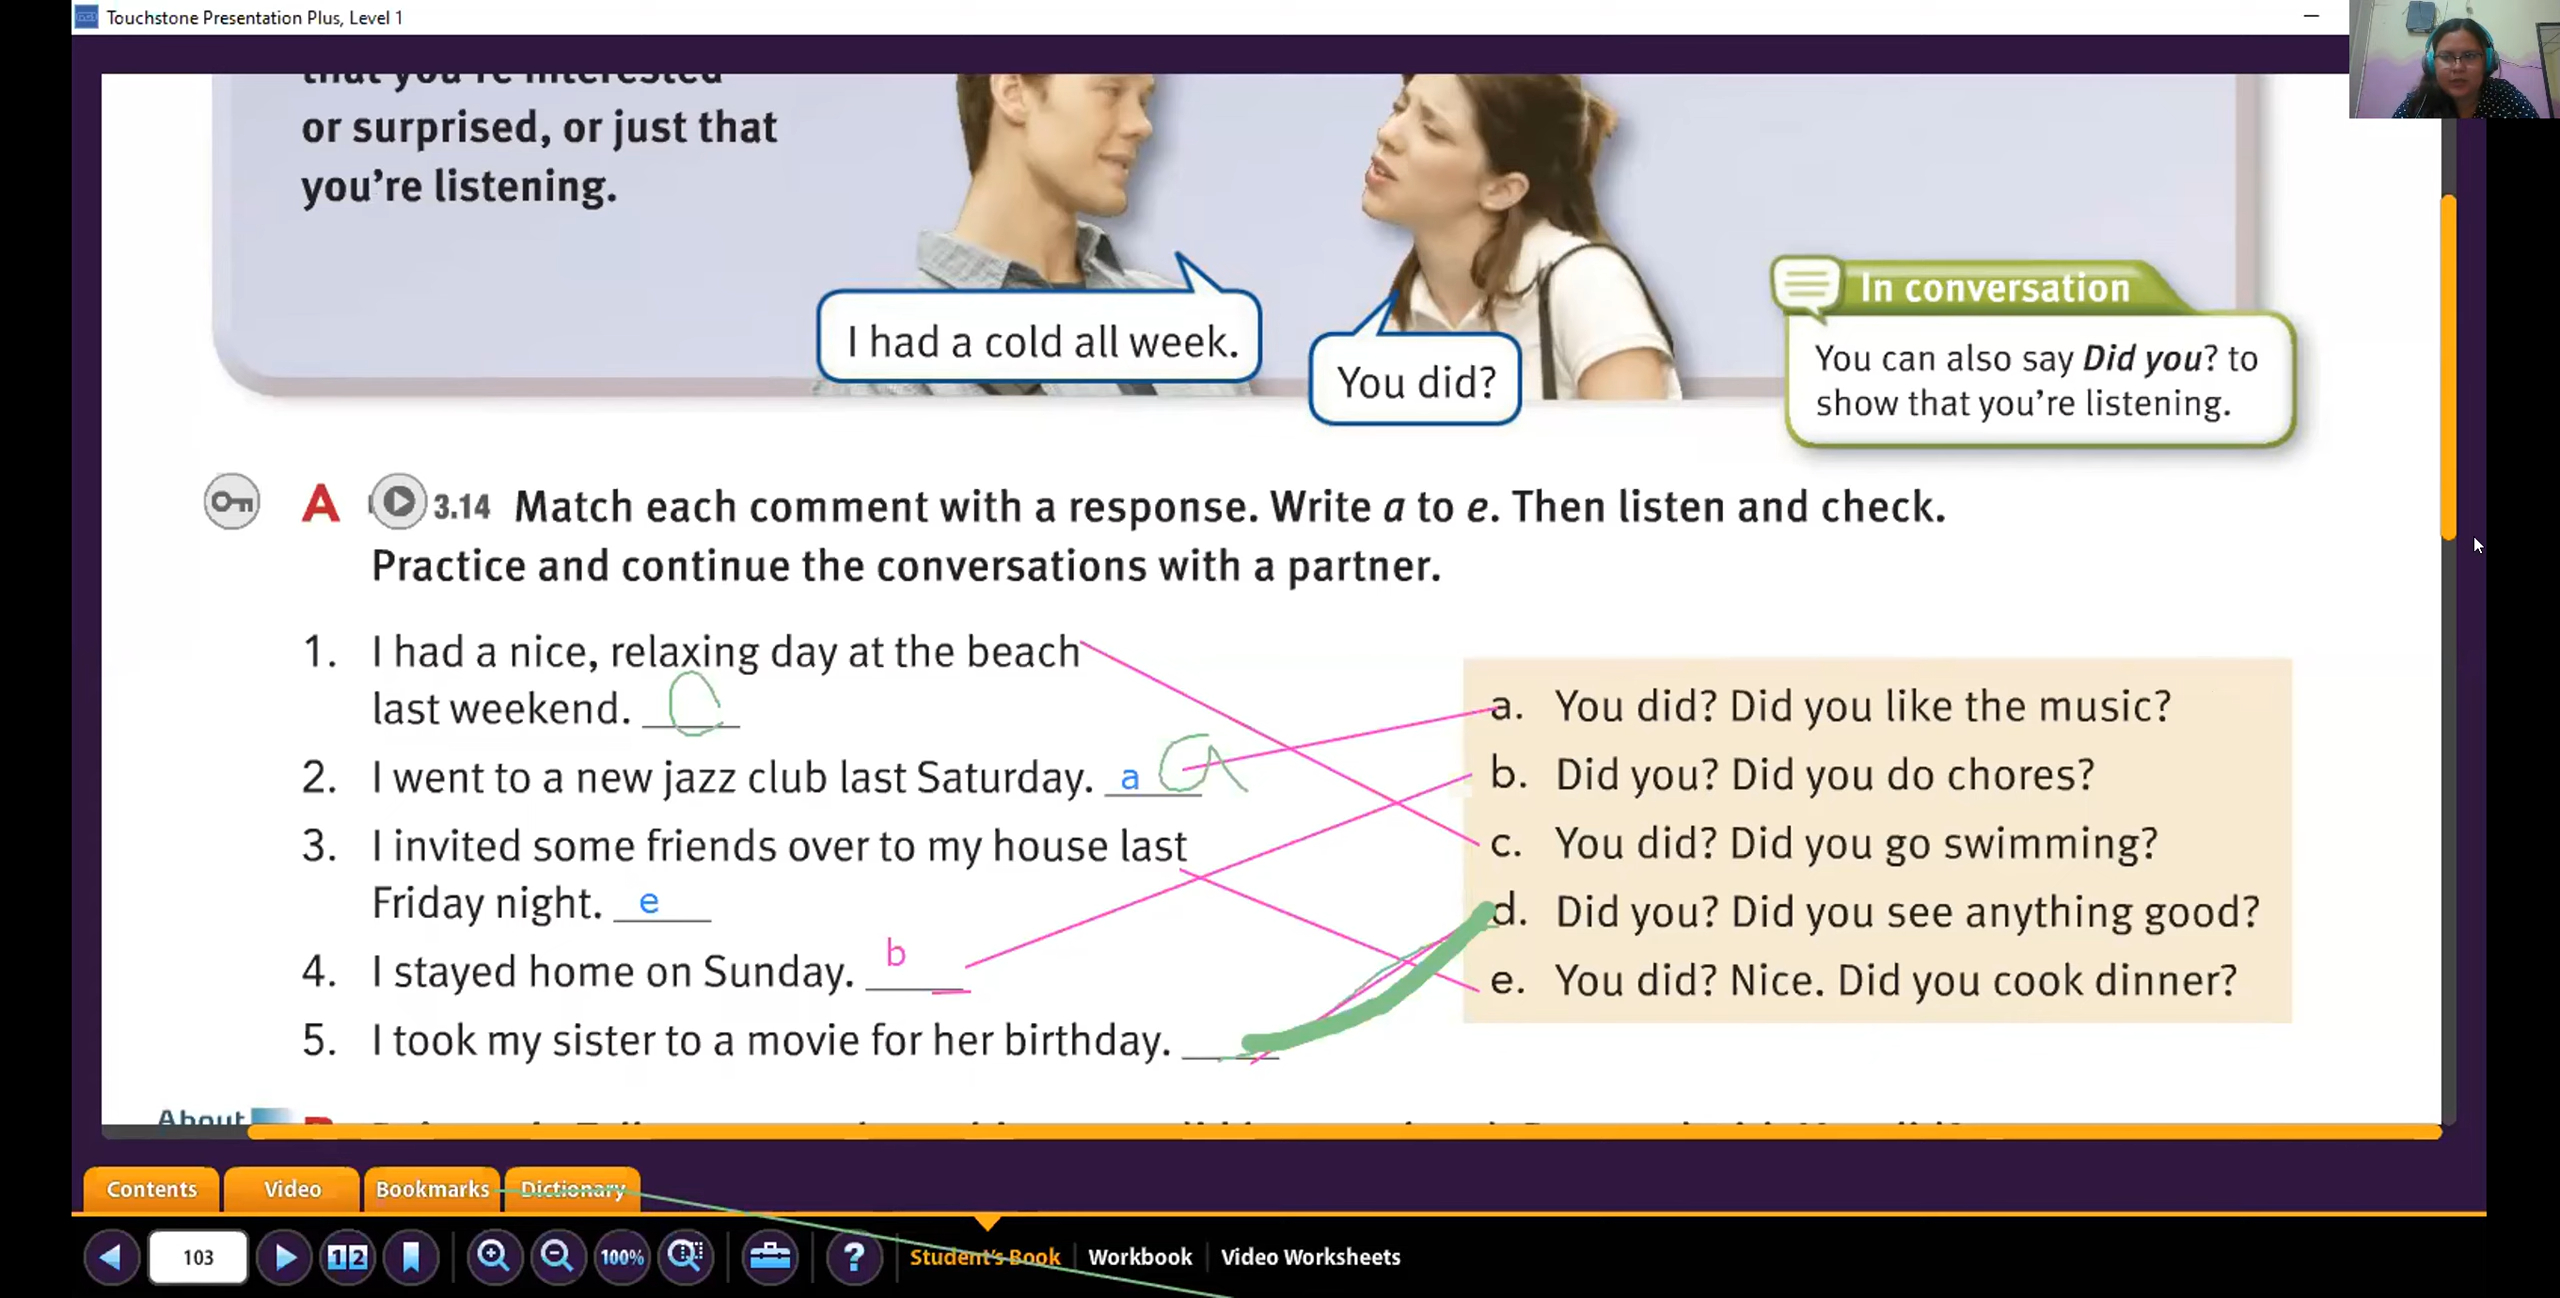 Touchstone Presentation Plus, Level 1
that you're interested
or surprised, or just that
you're listening.
I had a cold all week.
You did?
In conversation
You can also say Did you? to
show that you're listening.
A 3.14 Match each comment with a response. Write a to e. Then listen and check.
Practice and continue the conversations with a partner.
1. I had a nice, relaxing day at the beach
last weekend. C
2. I went to a new jazz club last Saturday. a a
3. I invited some friends over to my house last
Friday night. e
4. I stayed home on Sunday. b
5. I took my sister to a movie for her birthday.
a. You did? Did you like the music?
b. Did you? Did you do chores?
c. You did? Did you go swimming?
d. Did you? Did you see anything good?
e. You did? Nice. Did you cook dinner?
About
Contents Video Bookmarks Dictionary
103 12 100% ? Student's Book Workbook Video Worksheets